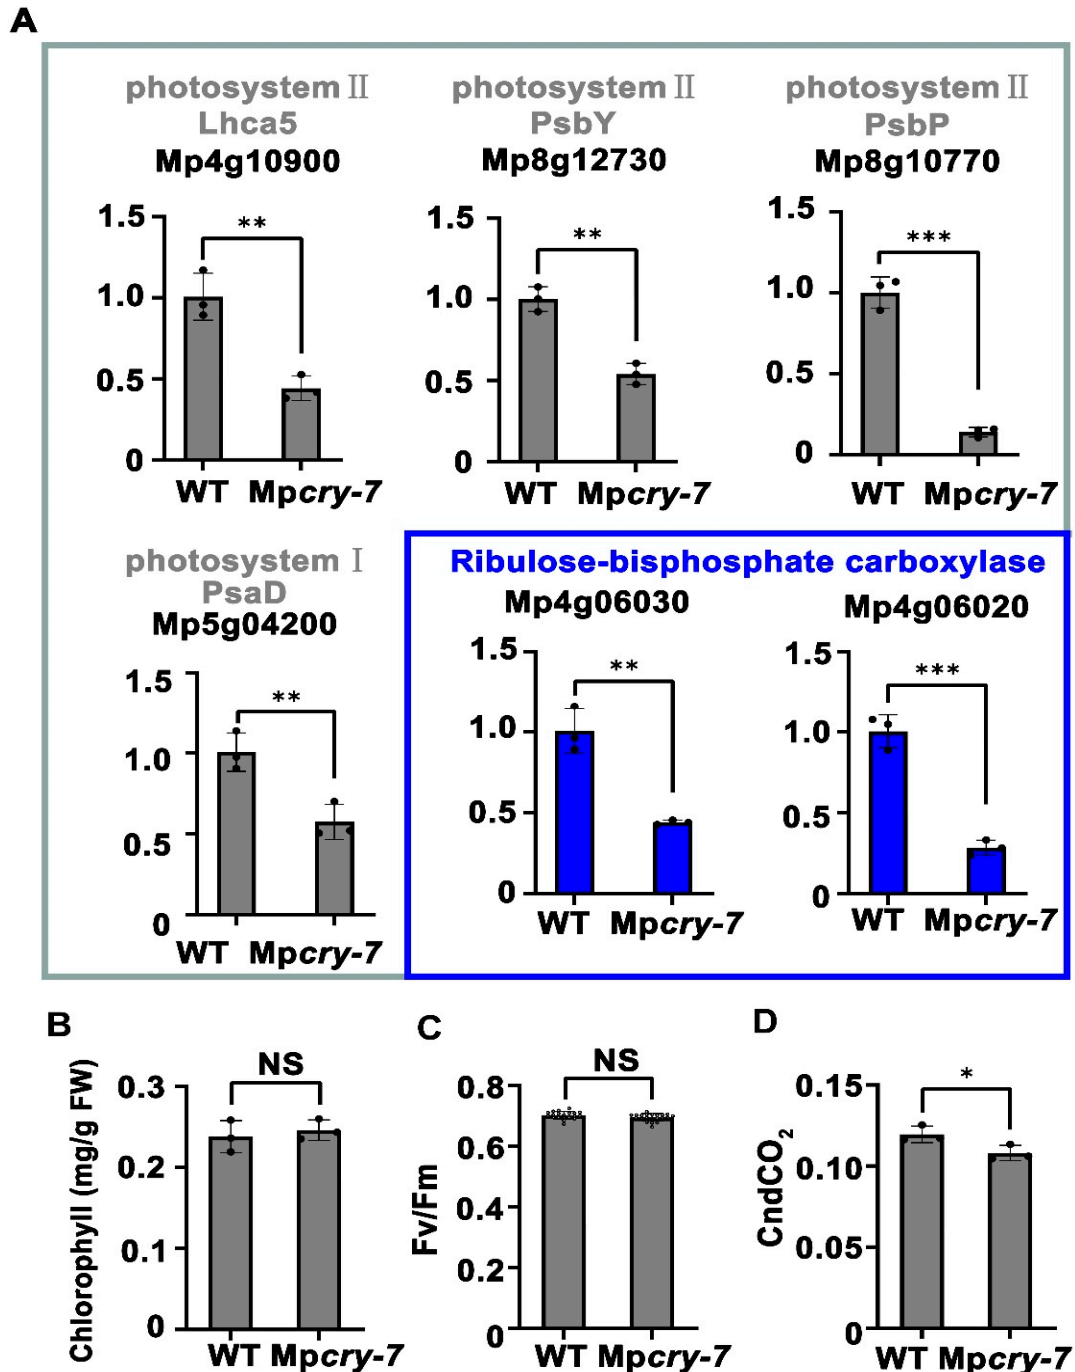 A
photosystem Ⅱ
Lhca5
Mp4g10900
**
1.5
1.0
0.5
0
WT Mpcry-7
photosystem Ⅱ
PsbY
Mp8g12730
**
1.5
1.0
0.5
0
WT Mpcry-7
photosystem Ⅱ
PsbP
Mp8g10770
***
1.5
1.0
0.5
0
WT Mpcry-7
photosystem Ⅰ
PsaD
Mp5g04200
**
1.5
1.0
0.5
0
WT Mpcry-7
Ribulose-bisphosphate carboxylase
Mp4g06030
**
1.5
1.0
0.5
0
WT Mpcry-7
Mp4g06020
***
1.5
1.0
0.5
0
WT Mpcry-7
B
Chlorophyll (mg/g FW)
NS
0.3
0.2
0.1
0
WT Mpcry-7
C
Fv/Fm
NS
0.8
0.6
0.4
0.2
0
WT Mpcry-7
D
CndCO2
*
0.15
0.10
0.05
0
WT Mpcry-7